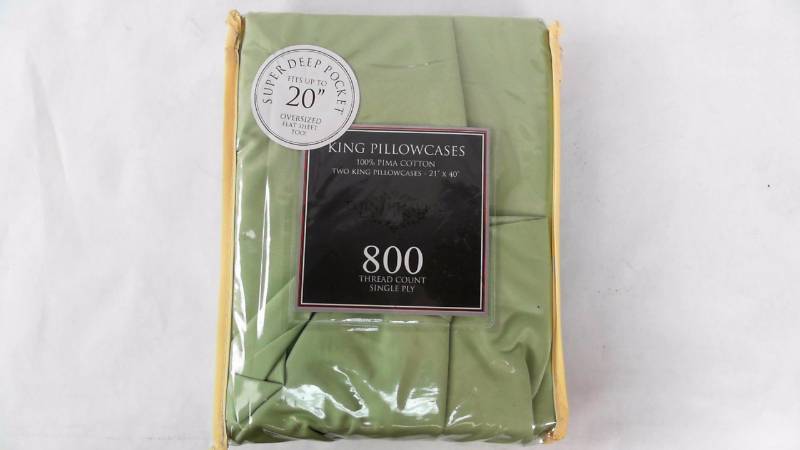 SUPER DEEP POCKET
FITS UP TO
20"
OVERSIZED
FLAT SHEET
TOO!
KING PILLOWCASES
100% PIMA COTTON
TWO KING PILLOWCASES - 21" X 40"
800
THREAD COUNT
SINGLE PLY